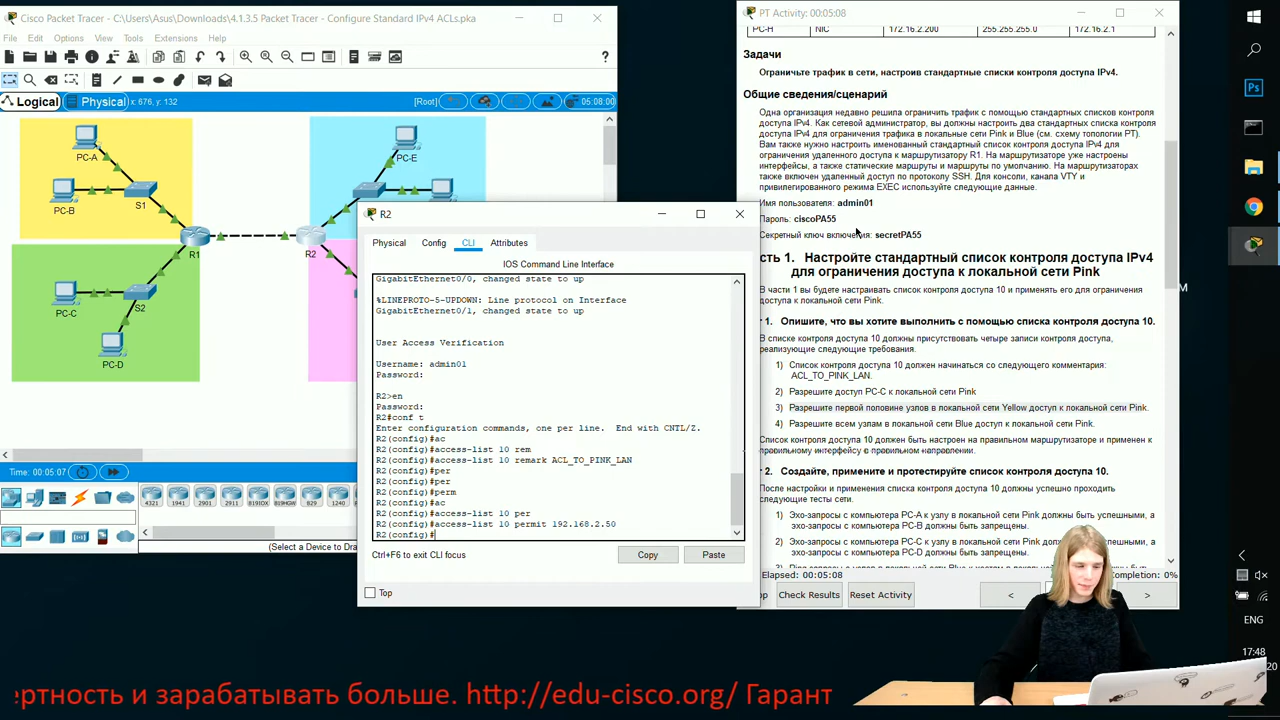 Cisco Packet Tracer - C:\Users\Asus\Downloads\4.1.3.5 Packet Tracer - Configure Standard IPv4 ACLs.pka
File Edit Options View Tools Extensions Help
Logical Physical x: 676, y: 132 [Root] 05:08:00
PC-A
PC-B
S1
PC-E
R1
R2
PC-C
S2
PC-D
Time: 00:05:07
4321 1941 2901 2911 819IOX 819HGW 829 1240
(Select a Device to Dra
R2
Physical Config CLI Attributes
IOS Command Line Interface
GigabitEthernet0/0, changed state to up
%LINEPROTO-5-UPDOWN: Line protocol on Interface
GigabitEthernet0/1, changed state to up
User Access Verification
Username: admin01
Password:
R2>en
Password:
R2#conf t
Enter configuration commands, one per line. End with CNTL/Z.
R2(config)#ac
R2(config)#access-list 10 rem
R2(config)#access-list 10 remark ACL_TO_PINK_LAN
R2(config)#per
R2(config)#per
R2(config)#perm
R2(config)#ac
R2(config)#access-list 10 per
R2(config)#access-list 10 permit 192.168.2.50
R2(config)#
Ctrl+F6 to exit CLI focus
Copy Paste
Top
PT Activity: 00:05:08
PC-H NIC 172.16.2.200 255.255.255.0 172.16.2.1
Задачи
Ограничьте трафик в сети, настроив стандартные списки контроля доступа IPv4.
Общие сведения/сценарий
Одна организация недавно решила ограничить трафик с помощью стандартных списков контроля
доступа IPv4. Как сетевой администратор, вы должны настроить два стандартных списка контроля
доступа IPv4 для ограничения трафика в локальные сети Pink и Blue (см. схему топологии PT).
Вам также нужно настроить именованный стандартный список контроля доступа IPv4 для
ограничения удаленного доступа к маршрутизатору R1. На маршрутизаторе уже настроены
интерфейсы, а также статические маршруты и маршруты по умолчанию. На маршрутизаторах
также включен удаленный доступ по протоколу SSH. Для консоли, канала VTY и
привилегированного режима EXEC используйте следующие данные.
Имя пользователя: admin01
Пароль: ciscoPA55
Секретный ключ включения: secretPA55
сть 1. Настройте стандартный список контроля доступа IPv4
для ограничения доступа к локальной сети Pink
В части 1 вы будете настраивать список контроля доступа 10 и применять его для ограничения
доступа к локальной сети Pink.
г 1. Опишите, что вы хотите выполнить с помощью списка контроля доступа 10.
В списке контроля доступа 10 должны присутствовать четыре записи контроля доступа,
реализующие следующие требования.
1) Список контроля доступа 10 должен начинаться со следующего комментария:
ACL_TO_PINK_LAN.
2) Разрешите доступ PC-C к локальной сети Pink
3) Разрешите первой половине узлов в локальной сети Yellow доступ к локальной сети Pink.
4) Разрешите всем узлам в локальной сети Blue доступ к локальной сети Pink.
Список контроля доступа 10 должен быть настроен на правильном маршрутизаторе и применен к
правильному интерфейсу в правильном направлении.
г 2. Создайте, примените и протестируйте список контроля доступа 10.
После настройки и применения списка контроля доступа 10 должны успешно проходить
следующие тесты сети.
1) Эхо-запросы с компьютера PC-A к узлу в локальной сети Pink должны быть успешными, а
эхо-запросы с компьютера PC-B должны быть запрещены.
2) Эхо-запросы с компьютера PC-C к узлу в локальной сети Pink должны быть успешными, а
эхо-запросы с компьютера PC-D должны быть запрещены.
Elapsed: 00:05:08 Completion: 0%
op Check Results Reset Activity < >
ENG
17:48
ертность и зарабатывать больше. http://edu-cisco.org/ Гарант